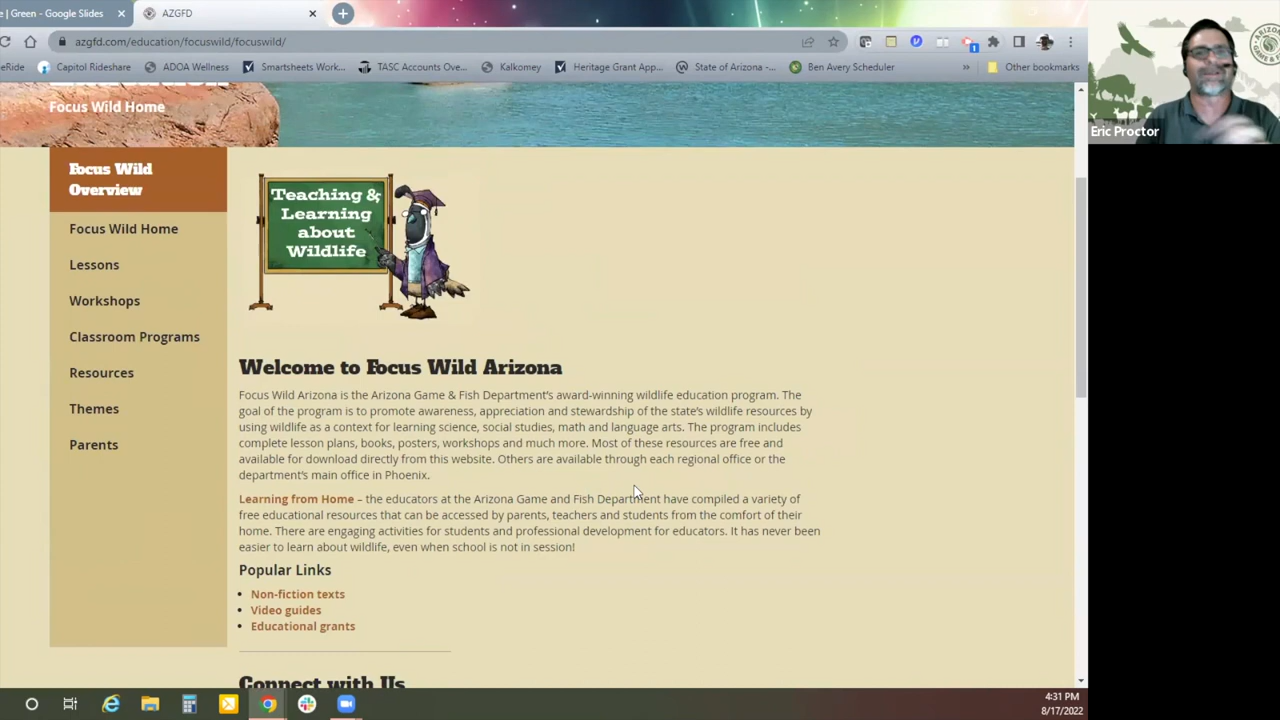 e | Green - Google Slides
AZGFD
azgfd.com/education/focuswild/focuswild/
eRide
Capitol Rideshare
ADOA Wellness
Smartsheets Work...
TASC Accounts Ove...
Kalkomey
Heritage Grant App...
State of Arizona -...
Ben Avery Scheduler
»
Other bookmarks
Eric Proctor
Focus Wild Home
Focus Wild
Overview
Focus Wild Home
Lessons
Workshops
Classroom Programs
Resources
Themes
Parents
Teaching &
Learning
about
Wildlife
Welcome to Focus Wild Arizona
Focus Wild Arizona is the Arizona Game & Fish Department's award-winning wildlife education program. The
goal of the program is to promote awareness, appreciation and stewardship of the state's wildlife resources by
using wildlife as a context for learning science, social studies, math and language arts. The program includes
complete lesson plans, books, posters, workshops and much more. Most of these resources are free and
available for download directly from this website. Others are available through each regional office or the
department's main office in Phoenix.
Learning from Home – the educators at the Arizona Game and Fish Department have compiled a variety of
free educational resources that can be accessed by parents, teachers and students from the comfort of their
home. There are engaging activities for students and professional development for educators. It has never been
easier to learn about wildlife, even when school is not in session!
Popular Links
• Non-fiction texts
• Video guides
• Educational grants
Connect with Us
4:31 PM
8/17/2022